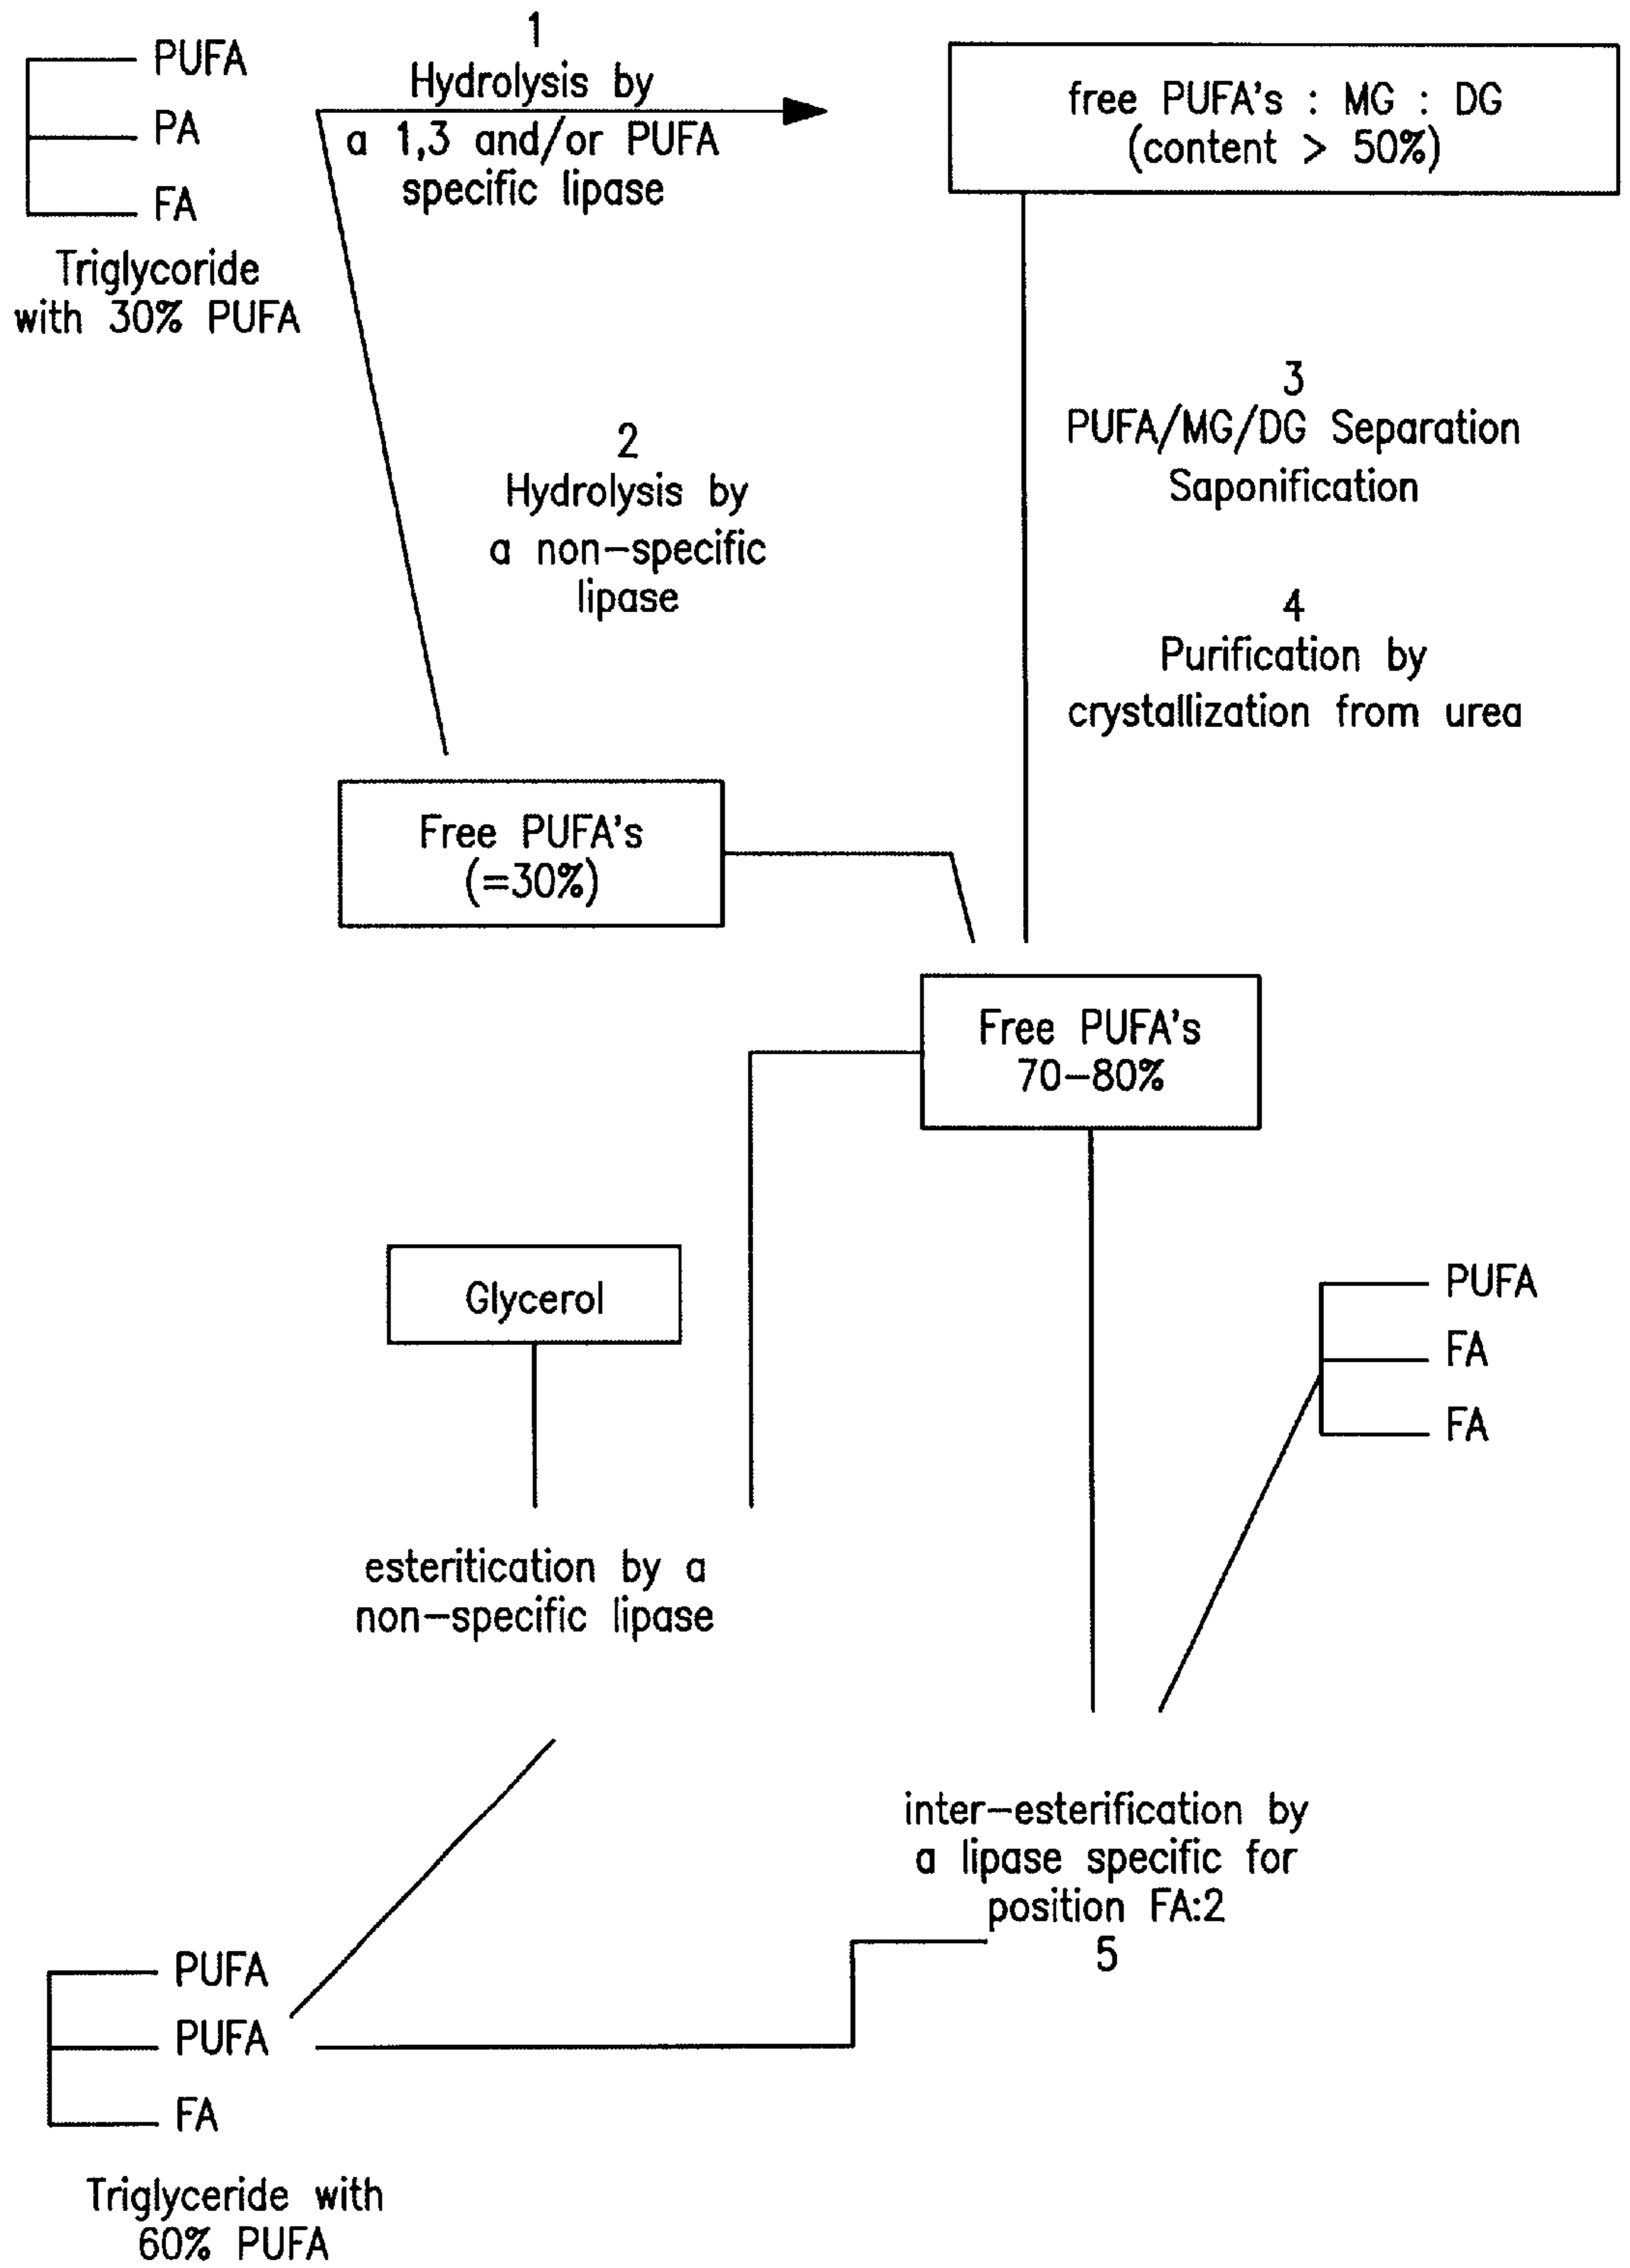 PUFA
PA
FA
Triglycoride
with 30% PUFA
1
Hydrolysis by
a 1,3 and/or PUFA
specific lipase
free PUFA's : MG : DG
(content > 50%)
2
Hydrolysis by
a non-specific
lipase
3
PUFA/MG/DG Separation
Saponification
4
Purification by
crystallization from urea
Free PUFA's
(=30%)
Free PUFA's
70-80%
Glycerol
PUFA
FA
FA
esteritication by a
non-specific lipase
inter-esterification by
a lipase specific for
position FA:2
5
PUFA
PUFA
FA
Triglyceride with
60% PUFA